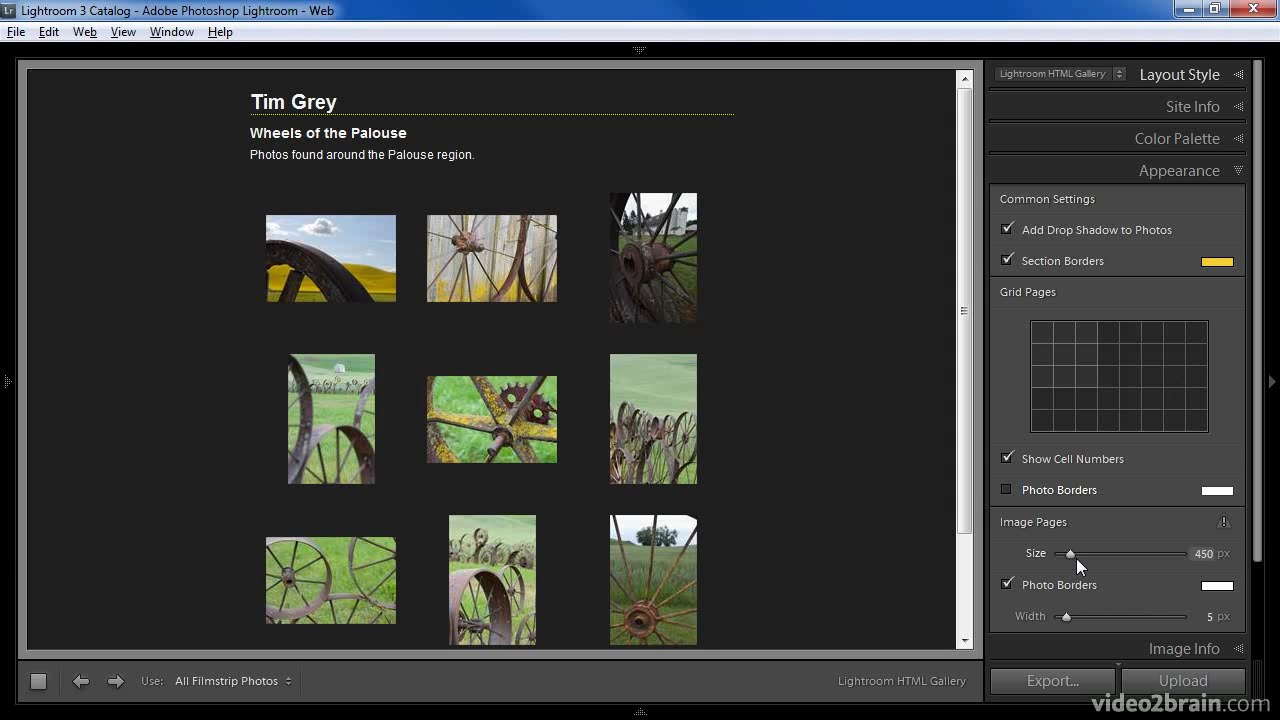 Lr Lightroom 3 Catalog - Adobe Photoshop Lightroom - Web
File Edit Web View Window Help
Tim Grey
Wheels of the Palouse
Photos found around the Palouse region.
Lightroom HTML Gallery Layout Style
Site Info
Color Palette
Appearance
Common Settings
Add Drop Shadow to Photos
Section Borders
Grid Pages
Show Cell Numbers
Photo Borders
Image Pages !
Size 450 px
Photo Borders
Width 5 px
Image Info
Use: All Filmstrip Photos Lightroom HTML Gallery
Export... Upload
video2brain.com